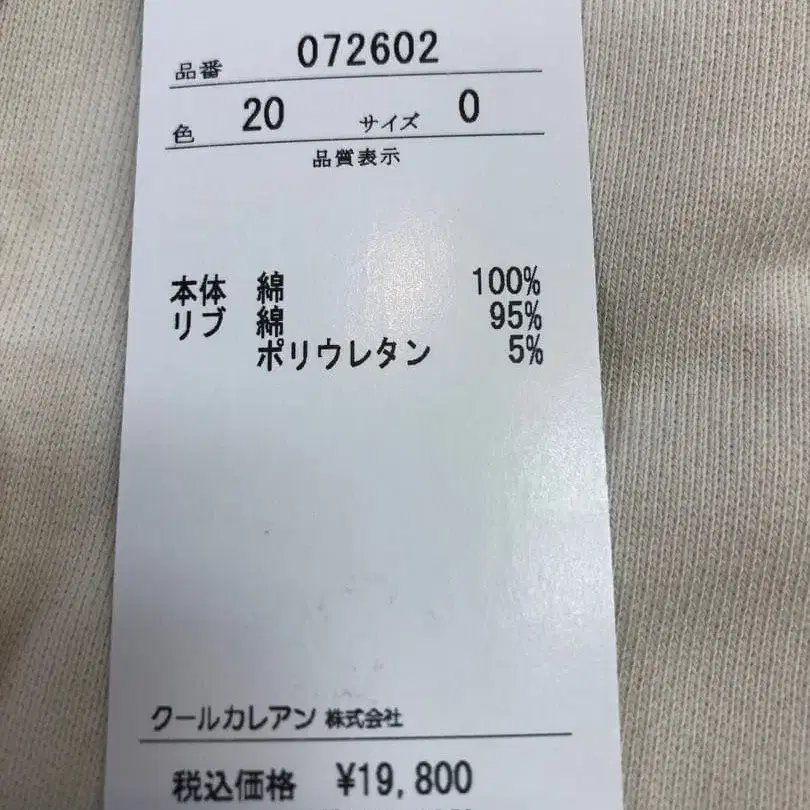 品番 072602
色 20 サイズ 0
品質表示
本体 綿 100%
リブ 綿 95%
ポリウレタン 5%
クールカレアン 株式会社
税込価格 ¥19,800